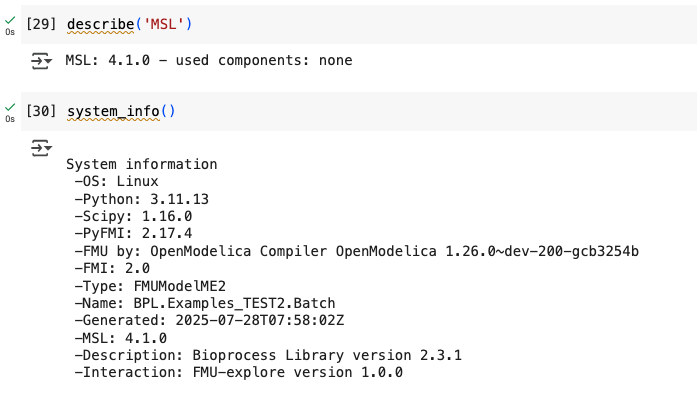 [29] describe('MSL')
0s
MSL: 4.1.0 - used components: none
[30] system_info()
0s
System information
-OS: Linux
-Python: 3.11.13
-Scipy: 1.16.0
-PyFMI: 2.17.4
-FMU by: OpenModelica Compiler OpenModelica 1.26.0~dev-200-gcb3254b
-FMI: 2.0
-Type: FMUModelME2
-Name: BPL.Examples_TEST2.Batch
-Generated: 2025-07-28T07:58:02Z
-MSL: 4.1.0
-Description: Bioprocess Library version 2.3.1
-Interaction: FMU-explore version 1.0.0